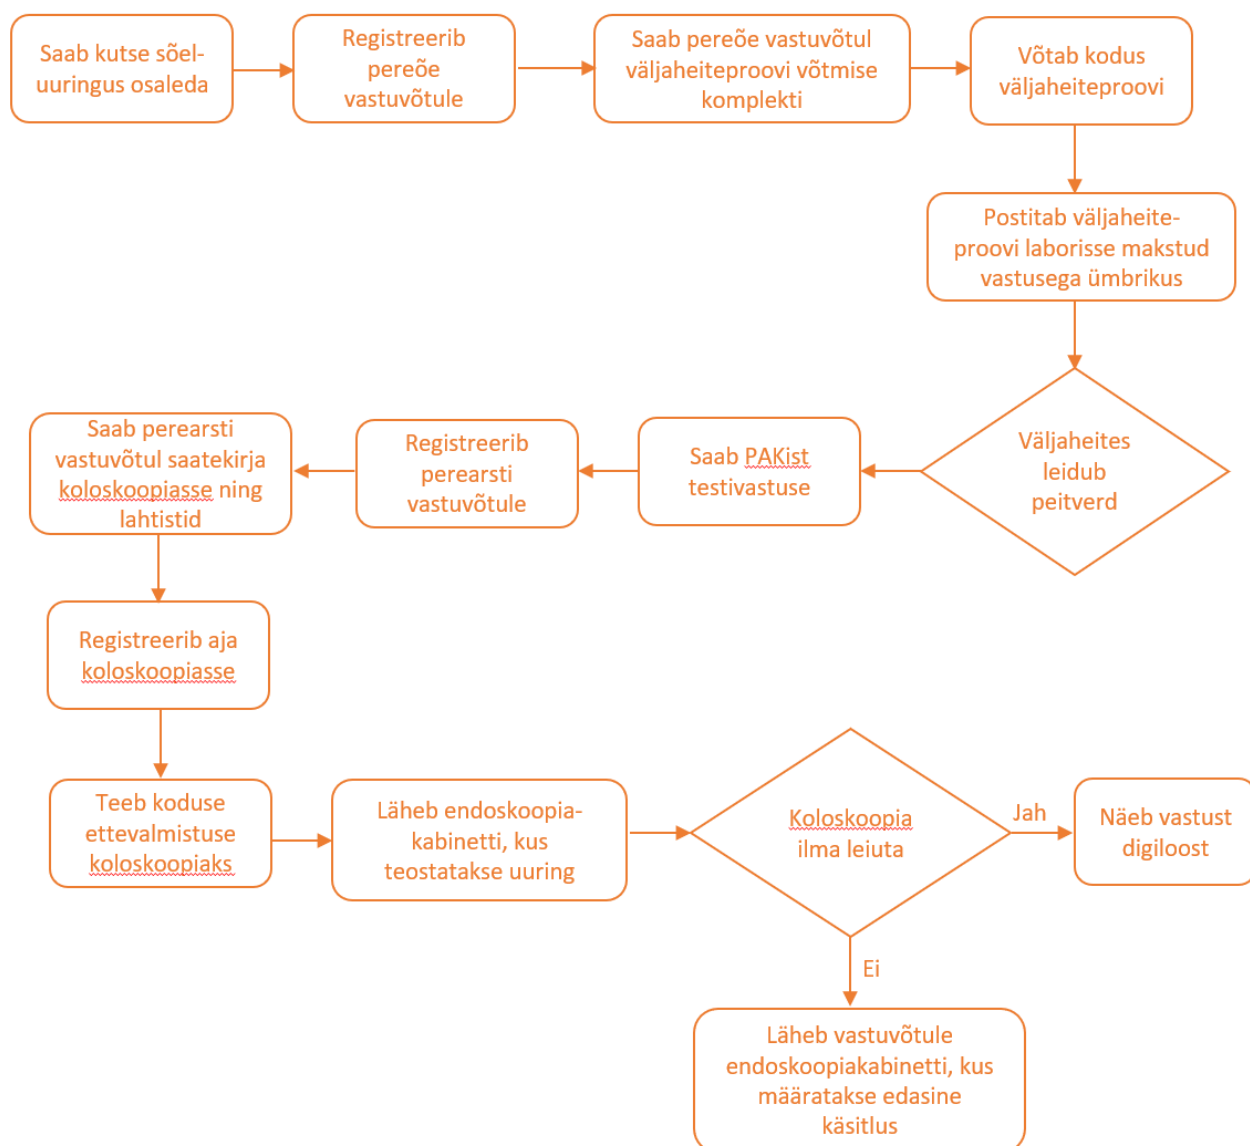 Saab kutse sõel-
uuringus osaleda
Registreerib
pereõe
vastuvõtule
Saab pereõe vastuvõtul
väljaheiteproovi võtmise
komplekti
Võtab kodus
väljaheiteproovi
Postitab väljaheite-
proovi laborisse makstud
vastusega ümbrikus
Väljaheites
leidub
peitverd
Saab PAKist
testivastuse
Registreerib
perearsti
vastuvõtule
Saab perearsti
vastuvõtul saatekirja
koloskoopiasse ning
lahtistid
Registreerib aja
koloskoopiasse
Teeb koduse
ettevalmistuse
koloskoopiaks
Läheb endoskoopia-
kabinetti, kus
teostatakse uuring
Koloskoopia
ilma leiuta
Jah
Näeb vastust
digiloost
Ei
Läheb vastuvõtule
endoskoopiakabinetti, kus
määratakse edasine
käsitlus